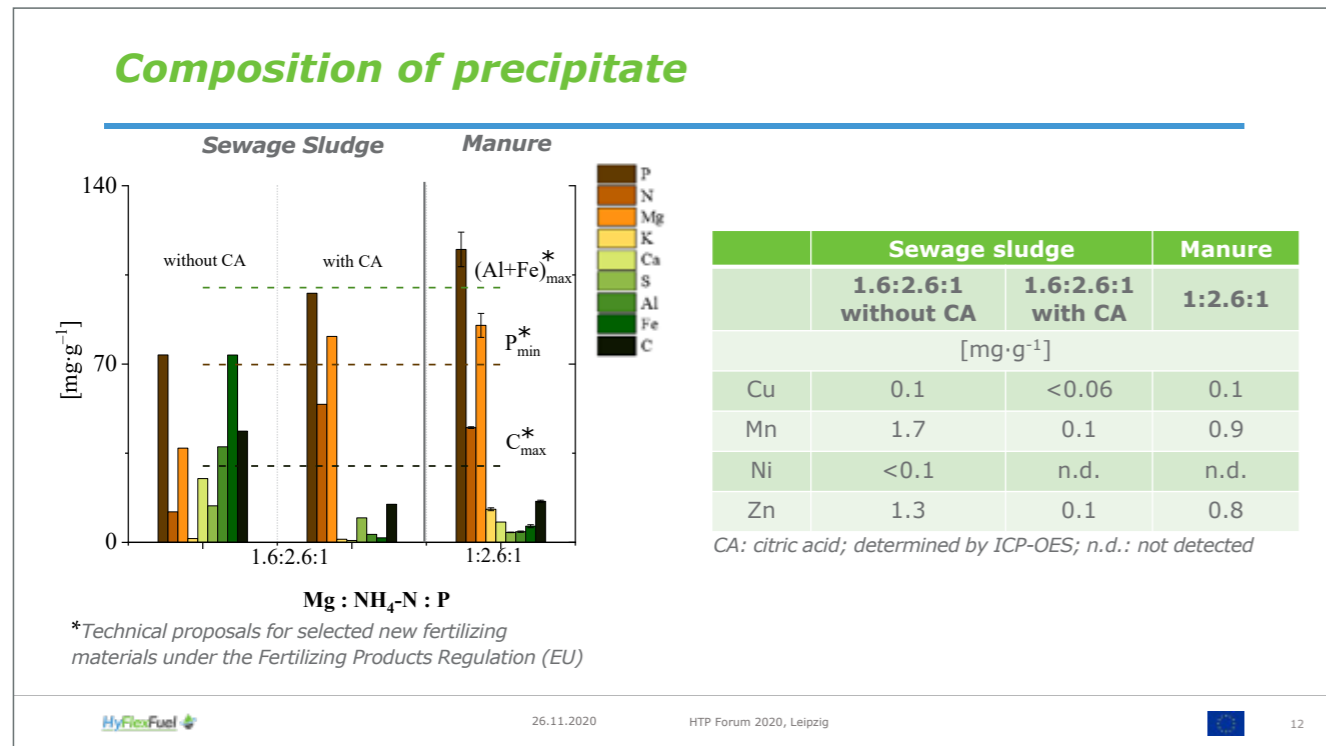 Composition of precipitate
Sewage Sludge Manure
140
70
0
[mg·g⁻¹]
without CA
with CA
(Al+Fe)*max
P*min
C*max
P
N
Mg
K
Ca
S
Al
Fe
C
1.6:2.6:1 1:2.6:1
Mg : NH₄-N : P
*Technical proposals for selected new fertilizing
materials under the Fertilizing Products Regulation (EU)
Sewage sludge Manure
1.6:2.6:1 without CA 1.6:2.6:1 with CA 1:2.6:1
[mg·g⁻¹]
Cu 0.1 <0.06 0.1
Mn 1.7 0.1 0.9
Ni <0.1 n.d. n.d.
Zn 1.3 0.1 0.8
CA: citric acid; determined by ICP-OES; n.d.: not detected
HyFlexFuel
26.11.2020
HTP Forum 2020, Leipzig
12